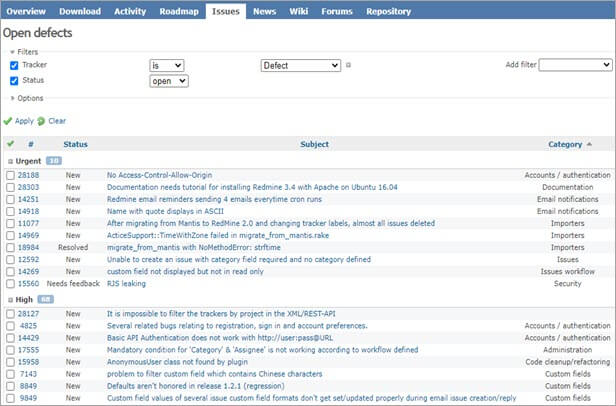 Overview Download Activity Roadmap Issues News Wiki Forums Repository
Open defects
Filters
Tracker is Defect Add filter
Status open
Options
Apply Clear
# Status Subject Category
Urgent 10
28188 New No Access-Control-Allow-Origin Accounts / authentication
28303 New Documentation needs tutorial for installing Redmine 3.4 with Apache on Ubuntu 16.04 Documentation
14251 New Redmine email reminders sending 4 emails everytime cron runs Email notifications
14918 New Name with quote displays in ASCII Email notifications
11077 New After migrating from Mantis to RedMine 2.0 and changing tracker labels, almost all issues deleted Importers
14969 New ActiceSupport::TimeWithZone failed in migrate_from_mantis.rake Importers
18984 Resolved migrate_from_mantis with NoMethodError: strftime Importers
12592 New Unable to create an issue with category field required and no category defined Issues
14269 New custom field not displayed but not in read only Issues workflow
15560 Needs feedback RJS leaking Security
High 68
28127 New It is impossible to filter the trackers by project in the XML/REST-API
4825 New Several related bugs relating to registration, sign in and account preferences. Accounts / authentication
14429 New Basic API Authentication does not work with http://user:pass@URL Accounts / authentication
17555 New Mandatory condition for 'Category' & 'Assignee' is not working according to workflow defined Administration
15958 New AnonymousUser class not found by plugin Code cleanup/refactoring
7143 New problem to filter custom field which contains Chinese characters Custom fields
8849 New Defaults aren't honored in release 1.2.1 (regression) Custom fields
9849 New Custom field values of several issue custom field formats don't get set/updated properly during email issue creation/reply Custom fields